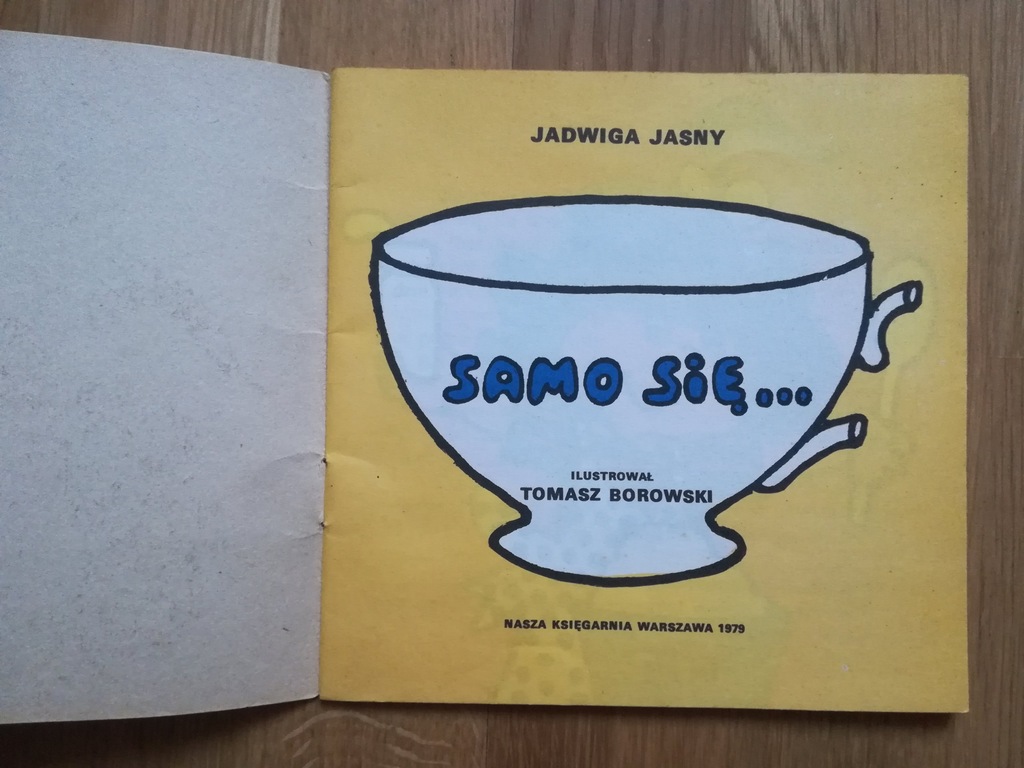 JADWIGA JASNY
SAMO SIĘ...
ILUSTROWAŁ
TOMASZ BOROWSKI
NASZA KSIĘGARNIA WARSZAWA 1979